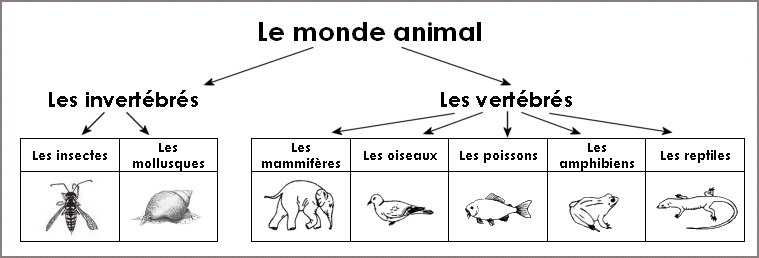 Le monde animal
Les invertébrés
Les vertébrés
Les insectes
Les
mollusques
Les
mammifères
Les oiseaux
Les poissons
Les
amphibiens
Les reptiles